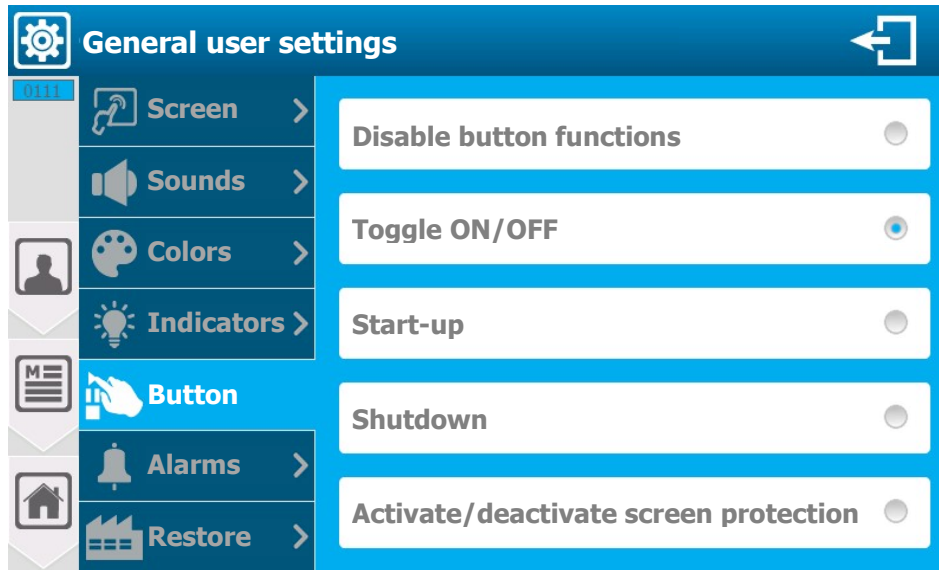 General user settings
0111
Screen
Sounds
Colors
Indicators
Button
Alarms
Restore
Disable button functions
Toggle ON/OFF
Start-up
Shutdown
Activate/deactivate screen protection
M